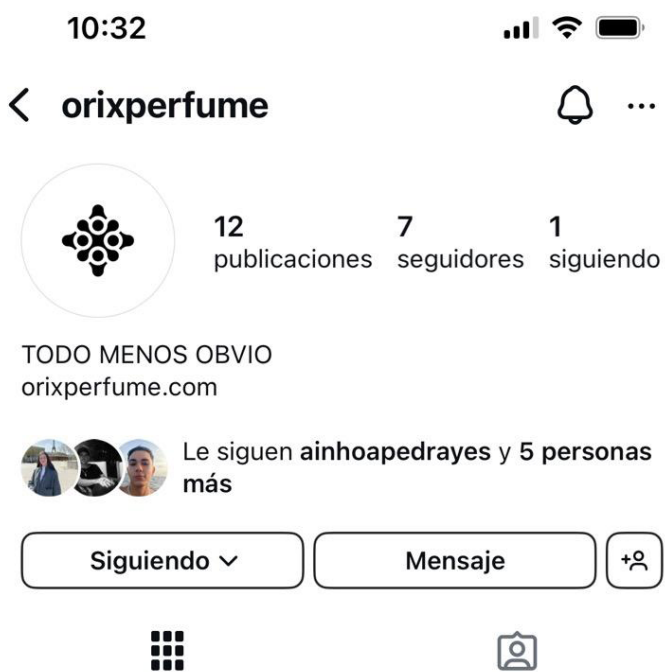 10:32
orixperfume
12
publicaciones
7
seguidores
1
siguiendo
TODO MENOS OBVIO
orixperfume.com
Le siguen ainhoapedrayes y 5 personas
más
Siguiendo
Mensaje